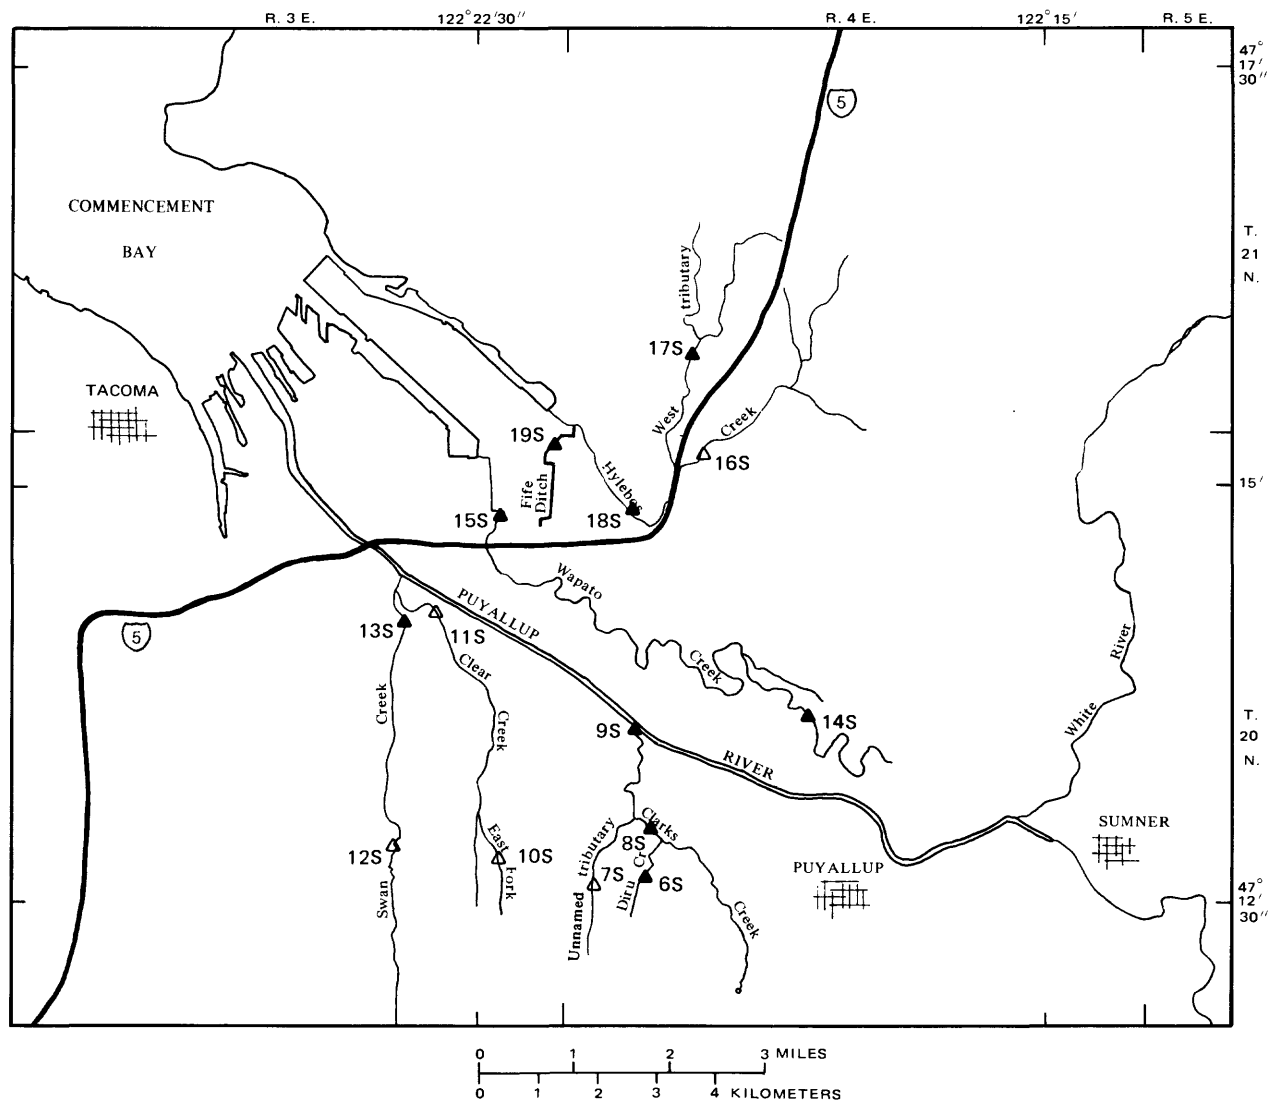 R. 3 E.
122°22'30"
R. 4 E.
122°15'
R. 5 E.
47°
17'
30"
5
COMMENCEMENT
BAY
T.
21
N.
tributary
17S
TACOMA
West
Creek
19S
16S
Hylebos
Fife
Ditch
15'
15S
18S
Wapato
PUYALLUP
13S
11S
5
Clear
Creek
River
Creek
Creek
White
14S
9S
T.
20
N.
RIVER
East
Fork
10S
12S
Swan
Clarks
8S
Cr
tributary
SUMNER
PUYALLUP
7S
6S
Diru
Unnamed
Creek
47°
12'
30"
0 1 2 3 MILES
0 1 2 3 4 KILOMETERS